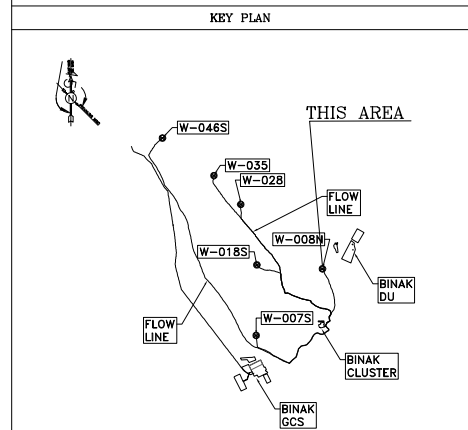 KEY PLAN
N
W-046S
THIS AREA
W-035
W-028
FLOW
LINE
W-008N
W-018S
BINAK
DU
FLOW
LINE
W-007S
BINAK
CLUSTER
BINAK
GCS